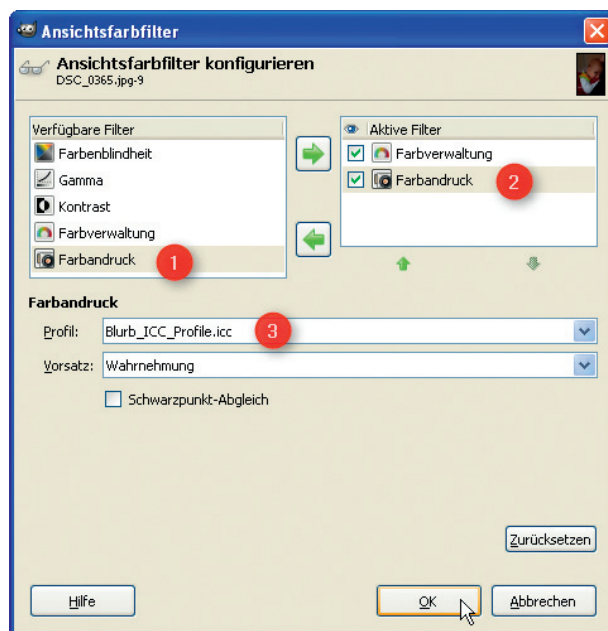 Ansichtsfarbfilter
Ansichtsfarbfilter konfigurieren
DSC_0365.jpg-9
Verfügbare Filter
Farbenblindheit
Gamma
Kontrast
Farbverwaltung
Farbandruck 1
Aktive Filter
Farbverwaltung
Farbandruck 2
Farbandruck
Profil: Blurb_ICC_Profile.icc 3
Vorsatz: Wahrnehmung
Schwarzpunkt-Abgleich
Zurücksetzen
Hilfe OK Abbrechen